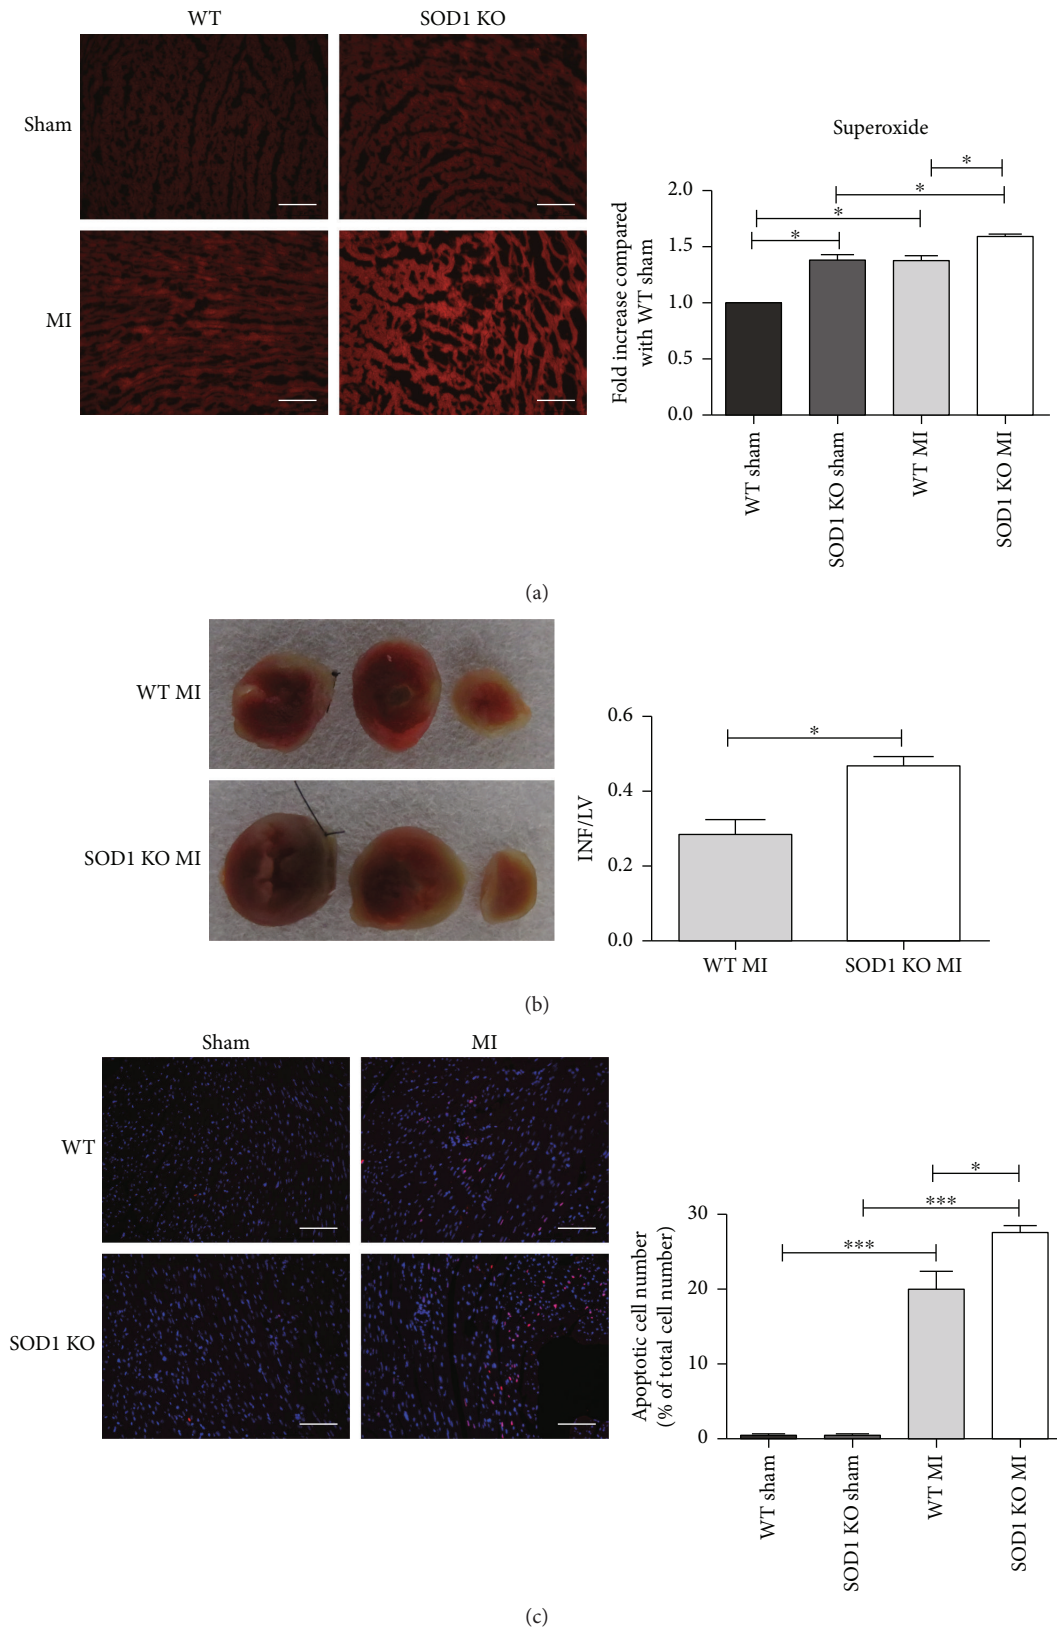 WT
SOD1 KO
Sham
MI
Superoxide
*
*
*
*
2.0
1.5
1.0
0.5
0.0
Fold increase compared
with WT sham
WT sham
SOD1 KO sham
WT MI
SOD1 KO MI
(a)
WT MI
SOD1 KO MI
0.6
0.4
0.2
0.0
INF/LV
*
WT MI
SOD1 KO MI
(b)
Sham
MI
WT
SOD1 KO
*
***
***
30
20
10
0
Apoptotic cell number
(% of total cell number)
WT sham
SOD1 KO sham
WT MI
SOD1 KO MI
(c)